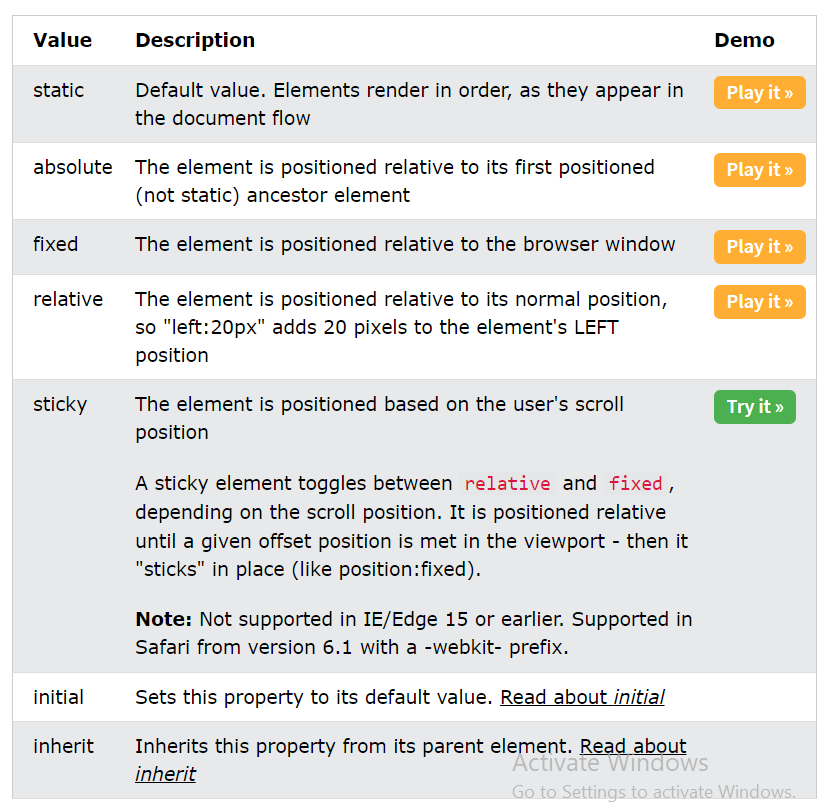 Value Description Demo
static Default value. Elements render in order, as they appear in Play it »
the document flow
absolute The element is positioned relative to its first positioned Play it »
(not static) ancestor element
fixed The element is positioned relative to the browser window Play it »
relative The element is positioned relative to its normal position, Play it »
so "left:20px" adds 20 pixels to the element's LEFT
position
sticky The element is positioned based on the user's scroll Try it »
position
A sticky element toggles between relative and fixed ,
depending on the scroll position. It is positioned relative
until a given offset position is met in the viewport - then it
"sticks" in place (like position:fixed).
Note: Not supported in IE/Edge 15 or earlier. Supported in
Safari from version 6.1 with a -webkit- prefix.
initial Sets this property to its default value. Read about initial
inherit Inherits this property from its parent element. Read about
inherit
Activate Windows
Go to Settings to activate Windows.